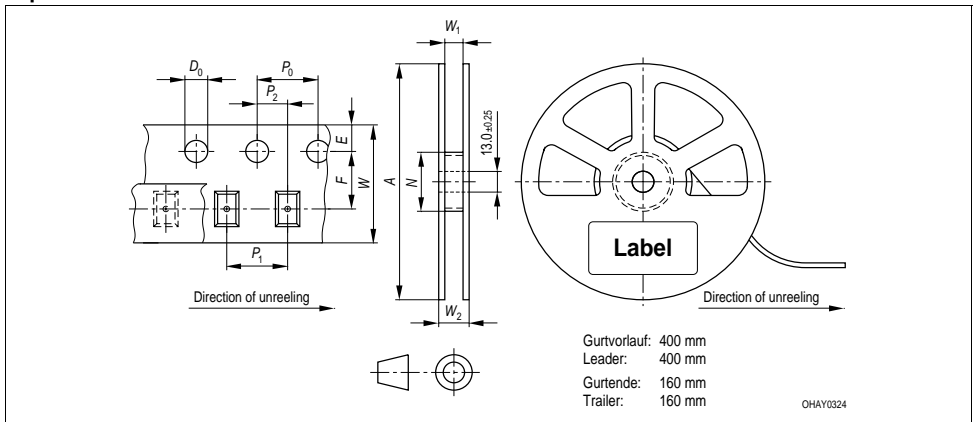 W1
D0
P0
P2
E
F
W
A
N
13.0 ±0.25
P1
W2
Label
Direction of unreeling
Direction of unreeling
Gurtvorlauf: 400 mm
Leader: 400 mm
Gurtende: 160 mm
Trailer: 160 mm
OHAY0324